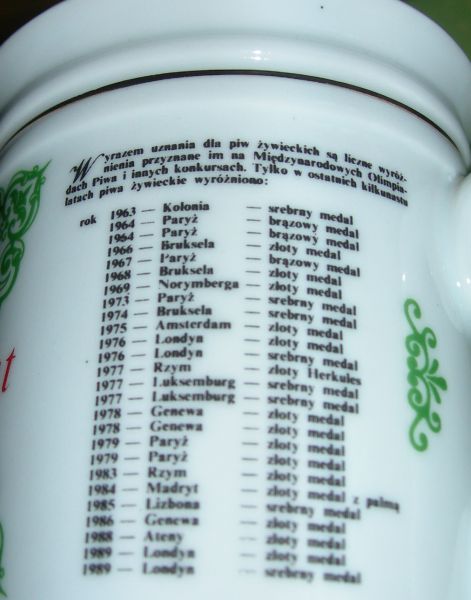 Wyrazem uznania dla piw żywieckich są liczne wyróż-
nienia przyznane im na Międzynarodowych Olimpia-
dach Piwa i innych konkursach. Tylko w ostatnich kilkunastu
latach piwa żywieckie wyróżniono:
rok 1963 — Kolonia — srebrny medal
1964 — Paryż — brązowy medal
1964 — Paryż — brązowy medal
1966 — Bruksela — złoty medal
1967 — Paryż — brązowy medal
1968 — Bruksela — złoty medal
1969 — Norymberga — złoty medal
1973 — Paryż — srebrny medal
1974 — Bruksela — srebrny medal
1975 — Amsterdam — złoty medal
1976 — Londyn — złoty medal
1976 — Londyn — srebrny medal
1977 — Rzym — złoty Herkules
1977 — Luksemburg — srebrny medal
1977 — Luksemburg — srebrny medal
1978 — Genewa — złoty medal
1978 — Genewa — złoty medal
1979 — Paryż — złoty medal
1979 — Paryż — złoty medal
1983 — Rzym — złoty medal
1984 — Madryt — złoty medal z palmą
1985 — Lizbona — srebrny medal
1986 — Genewa — złoty medal
1988 — Ateny — złoty medal
1989 — Londyn — złoty medal
1989 — Londyn — srebrny medal